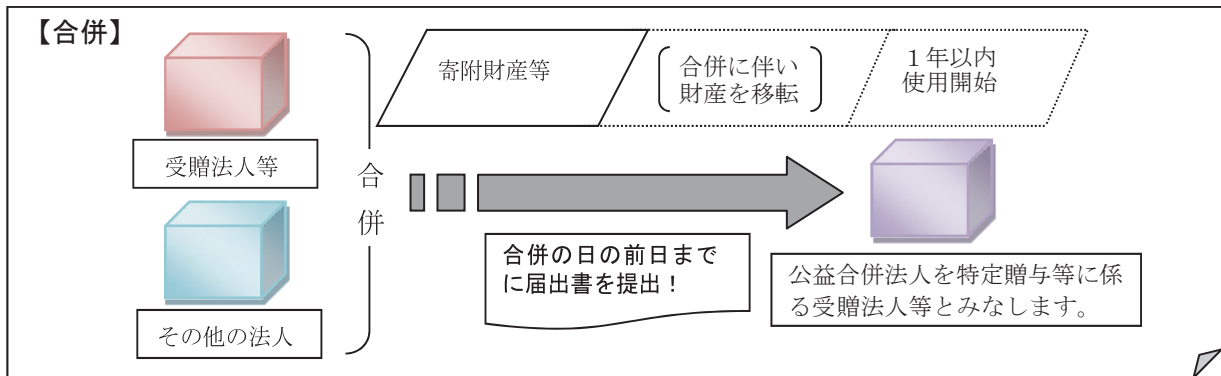 【合併】
受贈法人等
その他の法人
合
併
寄附財産等
合併に伴い
財産を移転
１年以内
使用開始
合併の日の前日まで
に届出書を提出！
公益合併法人を特定贈与等に係
る受贈法人等とみなします。